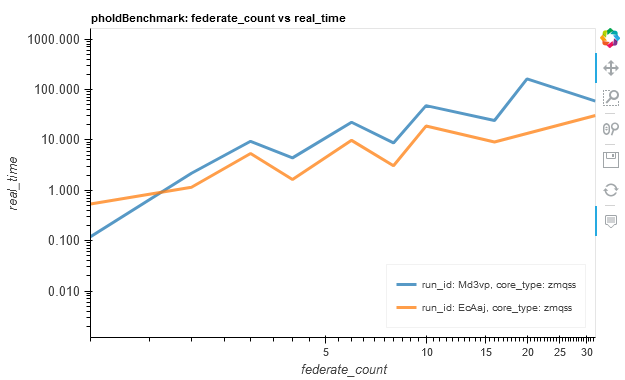 pholdBenchmark: federate_count vs real_time
1000.000
100.000
10.000
1.000
0.100
0.010
real_time
run_id: Md3vp, core_type: zmqss
run_id: EcAaj, core_type: zmqss
5
10
15
20
25
30
federate_count